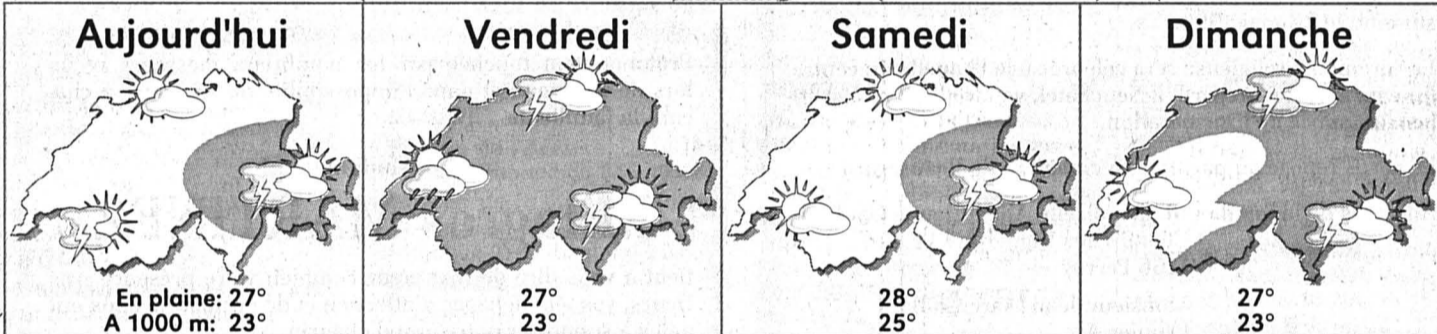 Aujourd'hui
En plaine: 27°
A 1000 m: 23°
Vendredi
27°
23°
Samedi
28°
25°
Dimanche
27°
23°